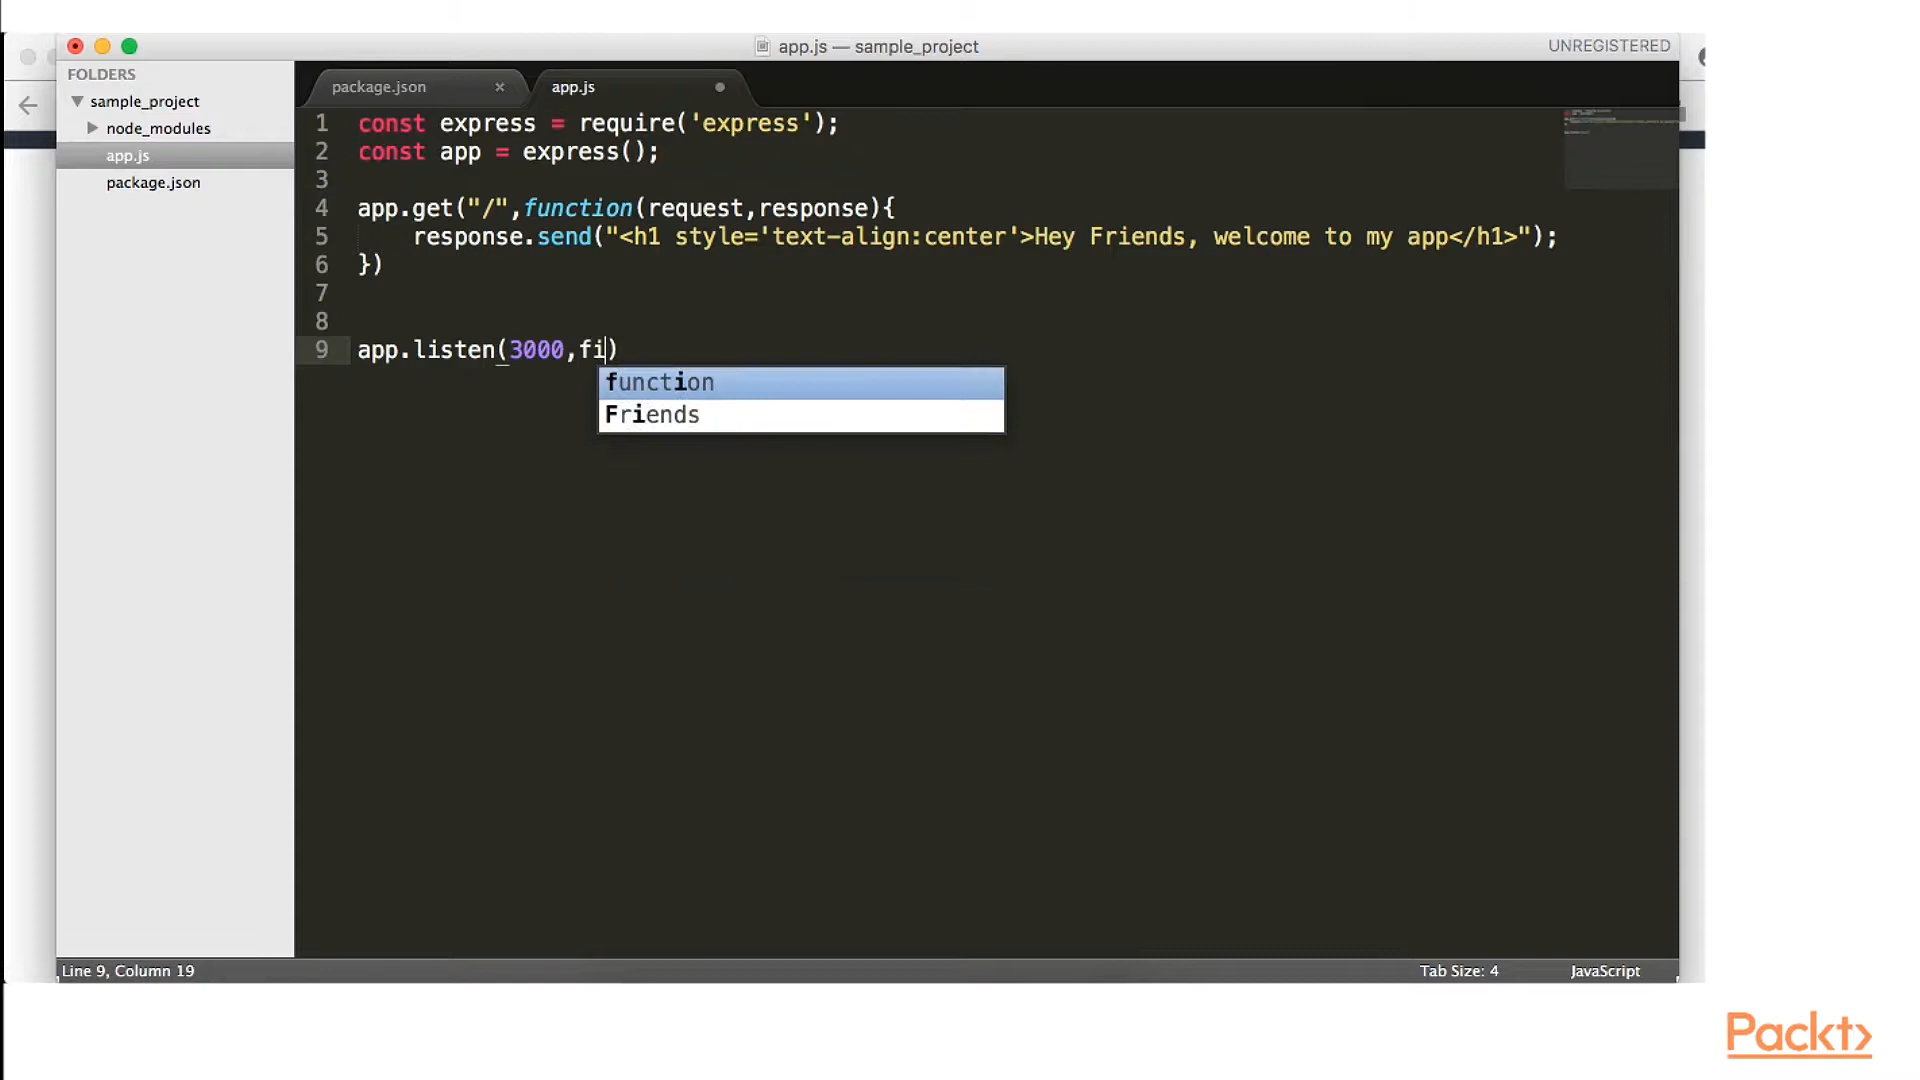 app.js — sample_project
UNREGISTERED
FOLDERS
sample_project
node_modules
app.js
package.json
package.json ×
app.js
1 const express = require('express');
2 const app = express();
3
4 app.get("/",function(request,response){
5 response.send("<h1 style='text-align:center'>Hey Friends, welcome to my app</h1>");
6 })
7
8
9 app.listen(3000,fi)
function
Friends
Line 9, Column 19
Tab Size: 4
JavaScript
Packt>